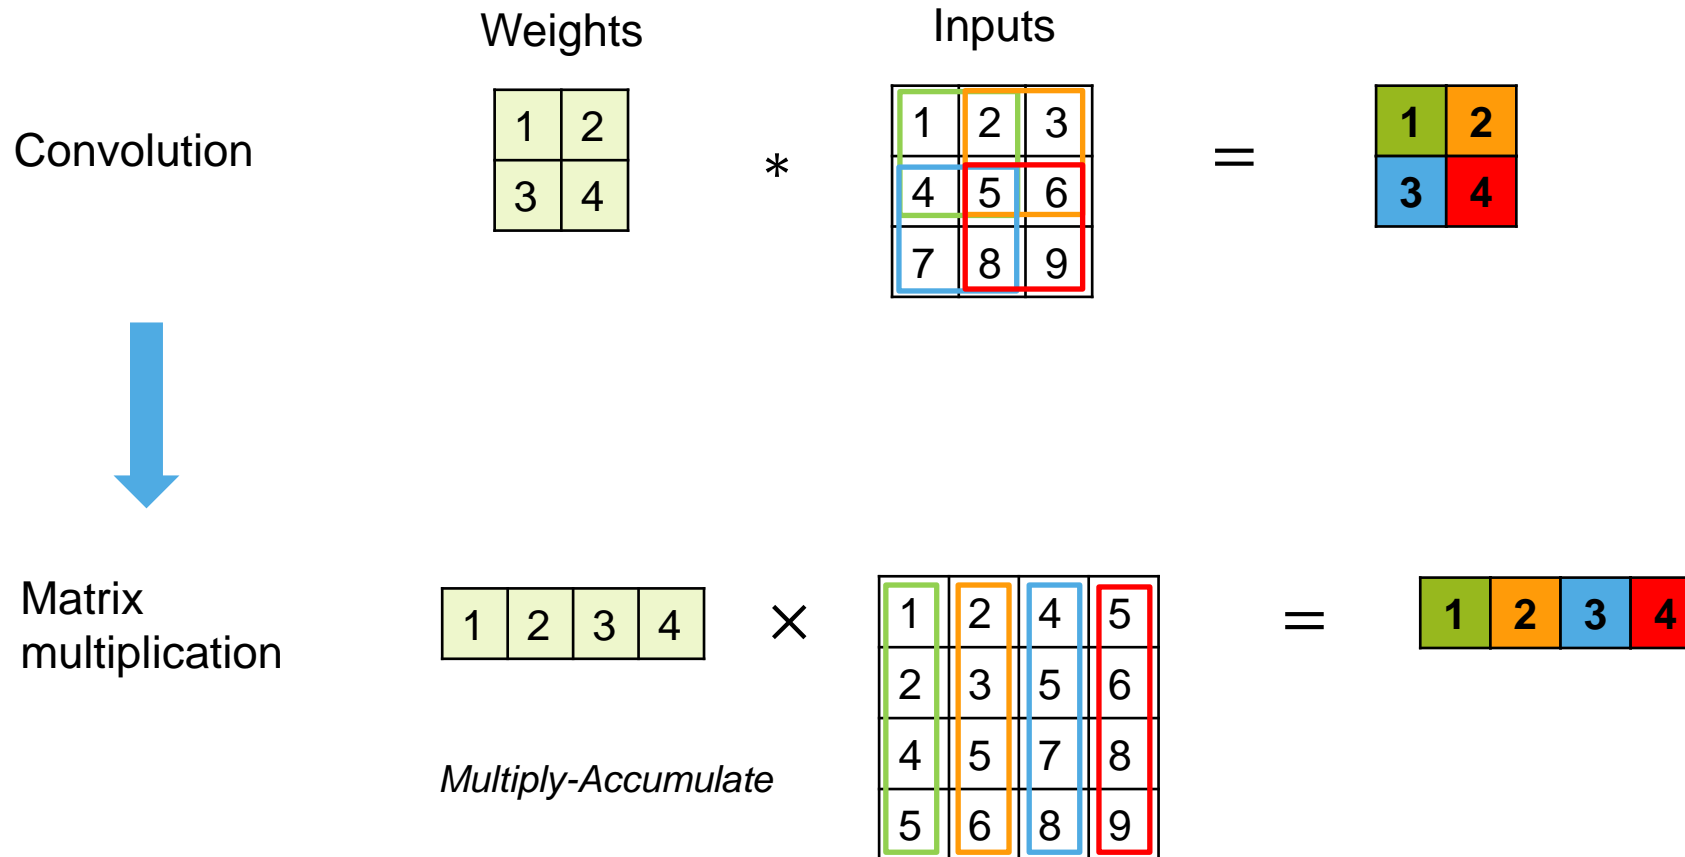 Weights Inputs
Convolution
1 2
3 4
*
1 2 3
4 5 6
7 8 9
=
1 2
3 4
Matrix
multiplication
1 2 3 4
×
1 2 4 5
2 3 5 6
4 5 7 8
5 6 8 9
=
1 2 3 4
Multiply-Accumulate